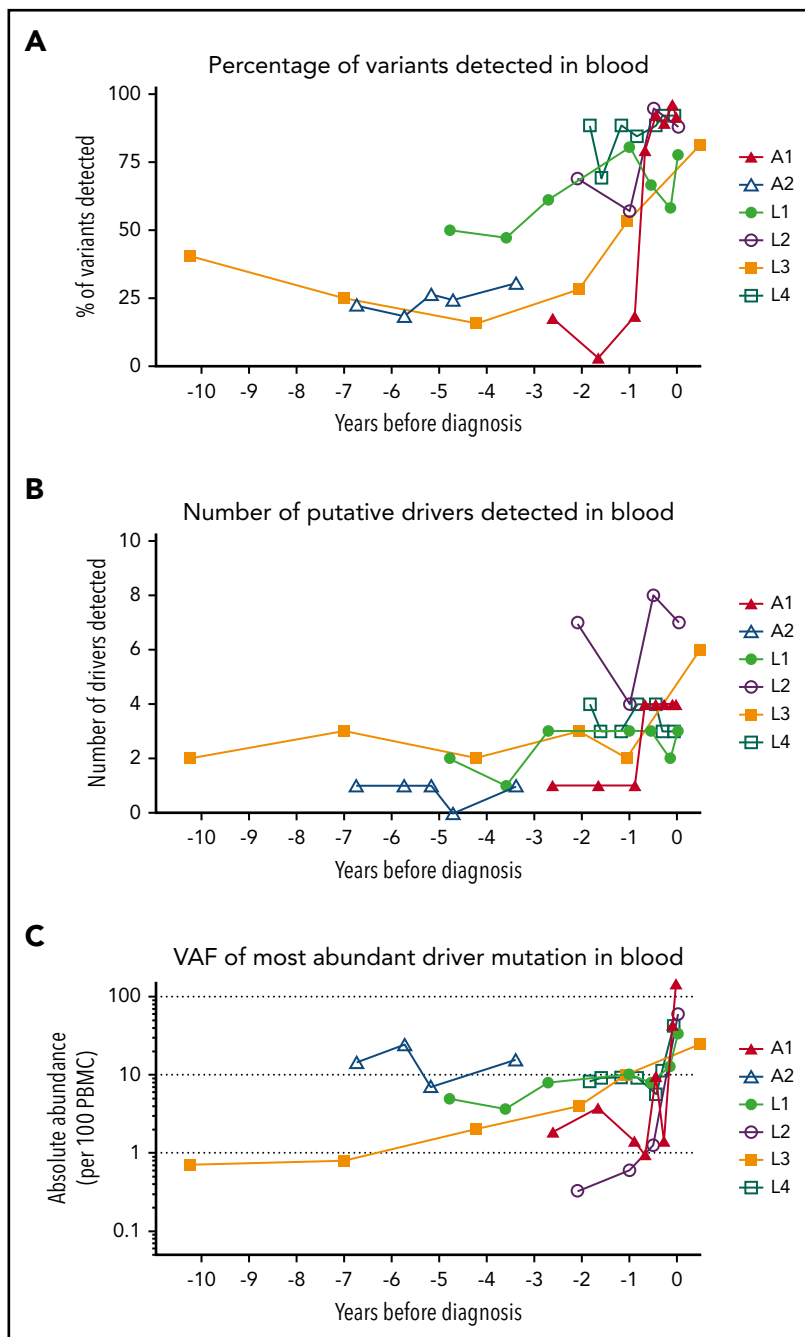 A
Percentage of variants detected in blood
100
75
50
25
0
% of variants detected
-10 -9 -8 -7 -6 -5 -4 -3 -2 -1 0
Years before diagnosis
A1
A2
L1
L2
L3
L4
B
Number of putative drivers detected in blood
10
8
6
4
2
0
Number of drivers detected
-10 -9 -8 -7 -6 -5 -4 -3 -2 -1 0
Years before diagnosis
A1
A2
L1
L2
L3
L4
C
VAF of most abundant driver mutation in blood
100
10
1
0.1
Absolute abundance
(per 100 PBMC)
-10 -9 -8 -7 -6 -5 -4 -3 -2 -1 0
Years before diagnosis
A1
A2
L1
L2
L3
L4